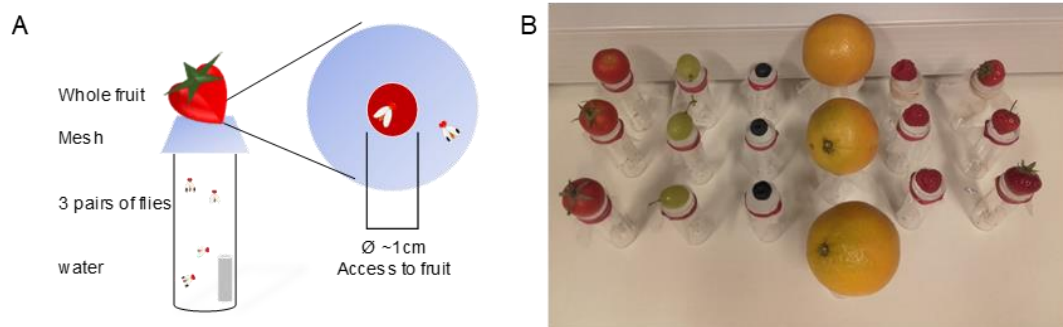 A
Whole fruit
Mesh
3 pairs of flies
water
Ø ~1cm
Access to fruit
B